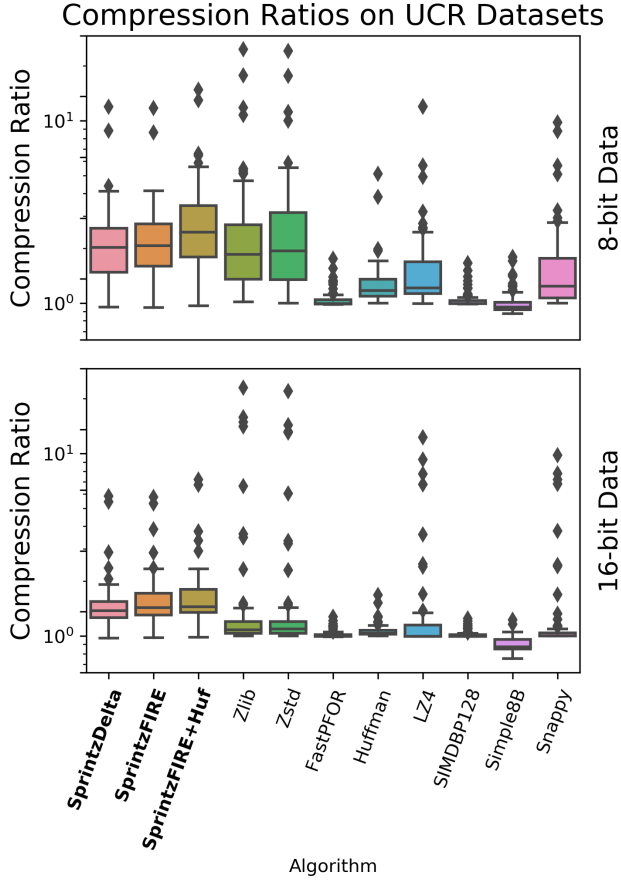 Compression Ratios on UCR Datasets
Compression Ratio
10¹
10⁰
8-bit Data
Compression Ratio
10¹
10⁰
16-bit Data
SprintzDelta
SprintzFIRE
SprintzFIRE+Huf
Zlib
Zstd
FastPFOR
Huffman
LZ4
SIMDBP128
Simple8B
Snappy
Algorithm